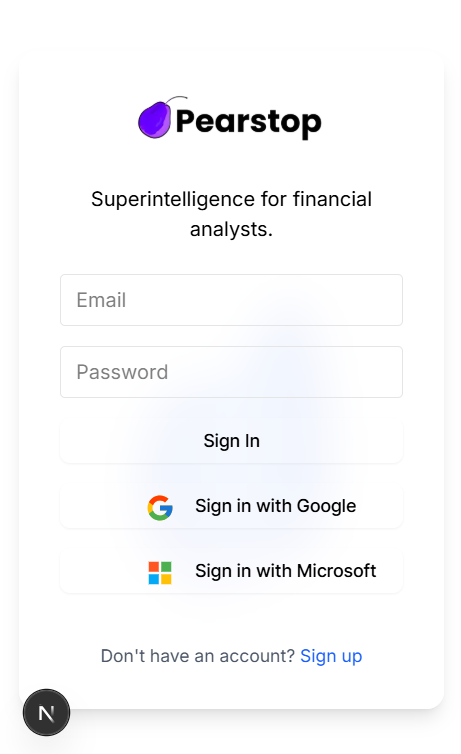 Pearstop
Superintelligence for financial
analysts.
Email
Password
Sign In
Sign in with Google
Sign in with Microsoft
Don't have an account? Sign up
N